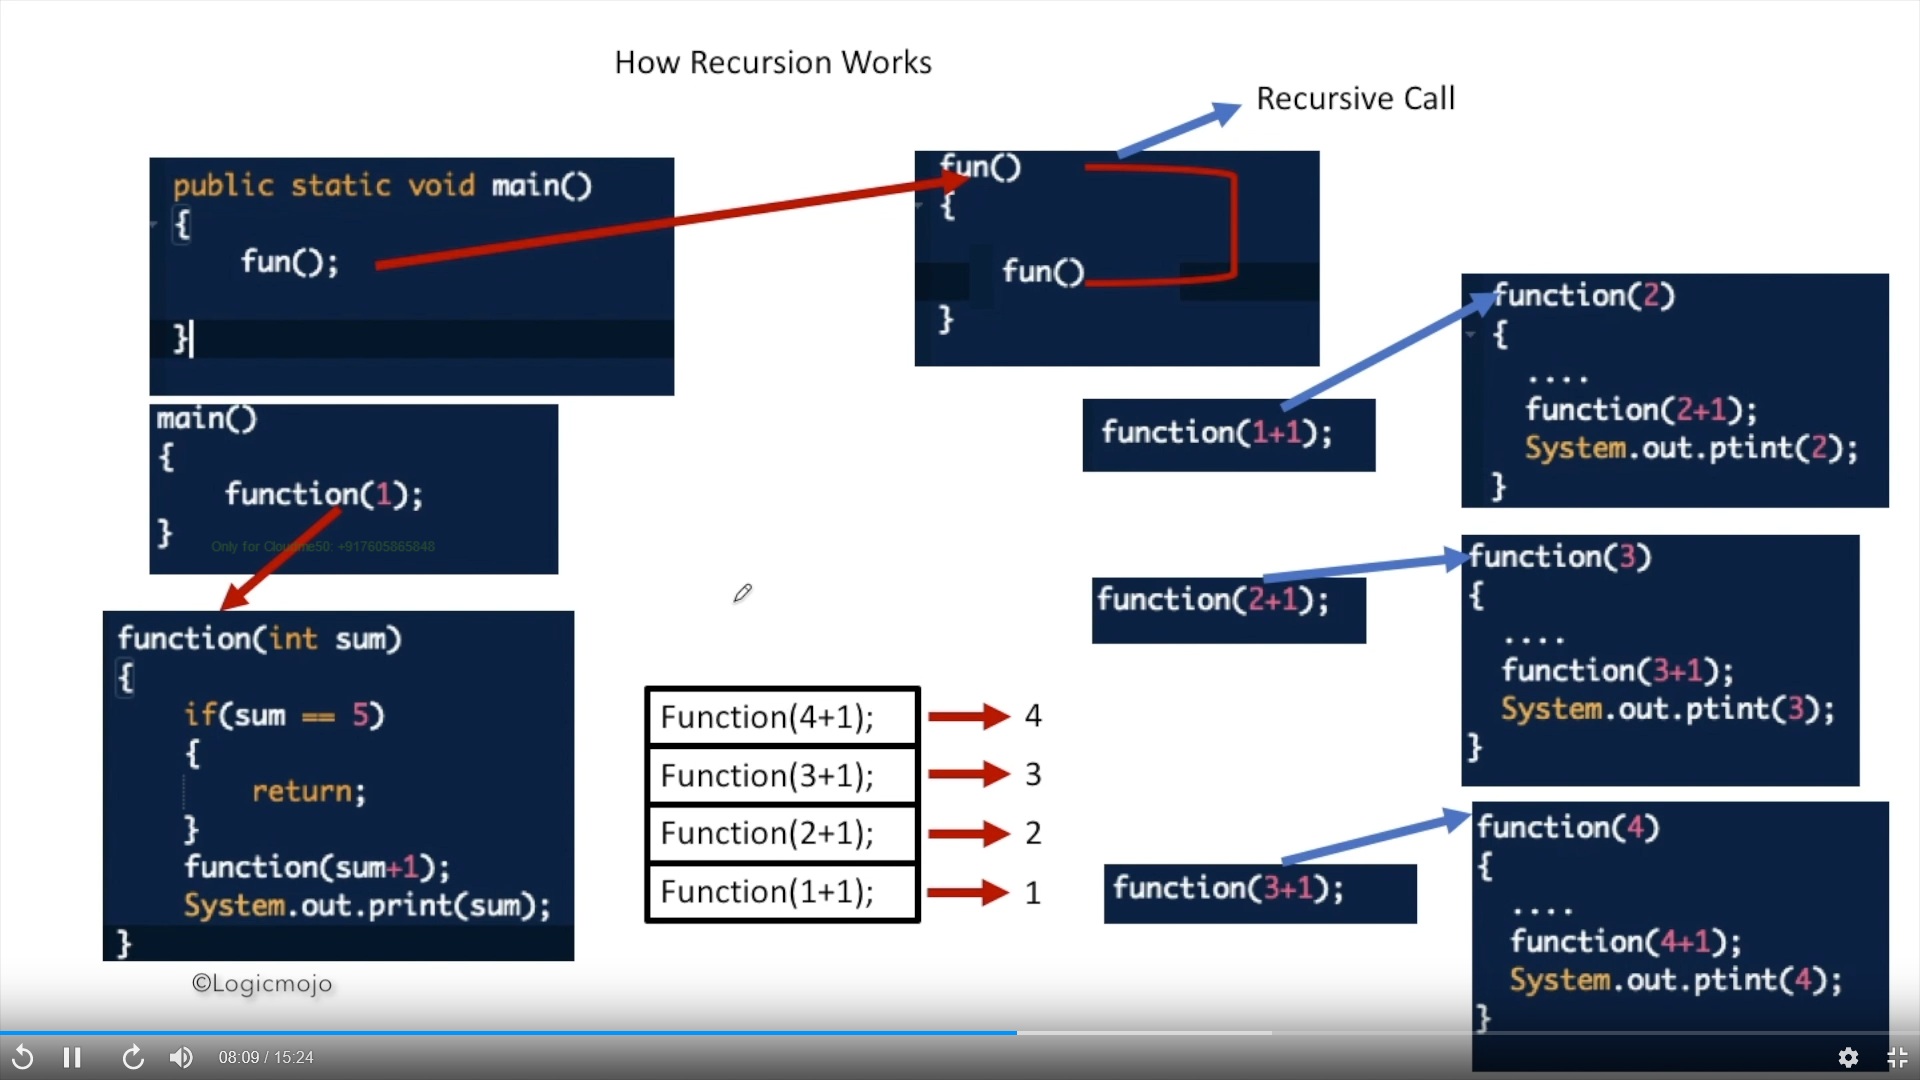 How Recursion Works
Recursive Call
public static void main()
{
fun();
}
fun()
{
fun()
}
main()
{
function(1);
}
Only for Cloudme50: +917605865848
function(int sum)
{
if(sum == 5)
{
return;
}
function(sum+1);
System.out.print(sum);
}
©Logicmojo
Function(4+1); 4
Function(3+1); 3
Function(2+1); 2
Function(1+1); 1
function(1+1);
function(2)
{
....
function(2+1);
System.out.ptint(2);
}
function(2+1);
function(3)
{
....
function(3+1);
System.out.ptint(3);
}
function(3+1);
function(4)
{
....
function(4+1);
System.out.ptint(4);
}
08:09 / 15:24